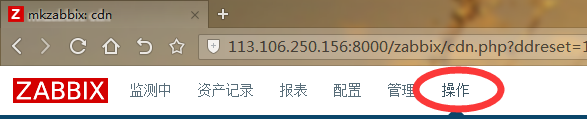 Z mkzabbix: cdn
113.106.250.156:8000/zabbix/cdn.php?ddreset=1
ZABBIX 监测中 资产记录 报表 配置 管理 操作